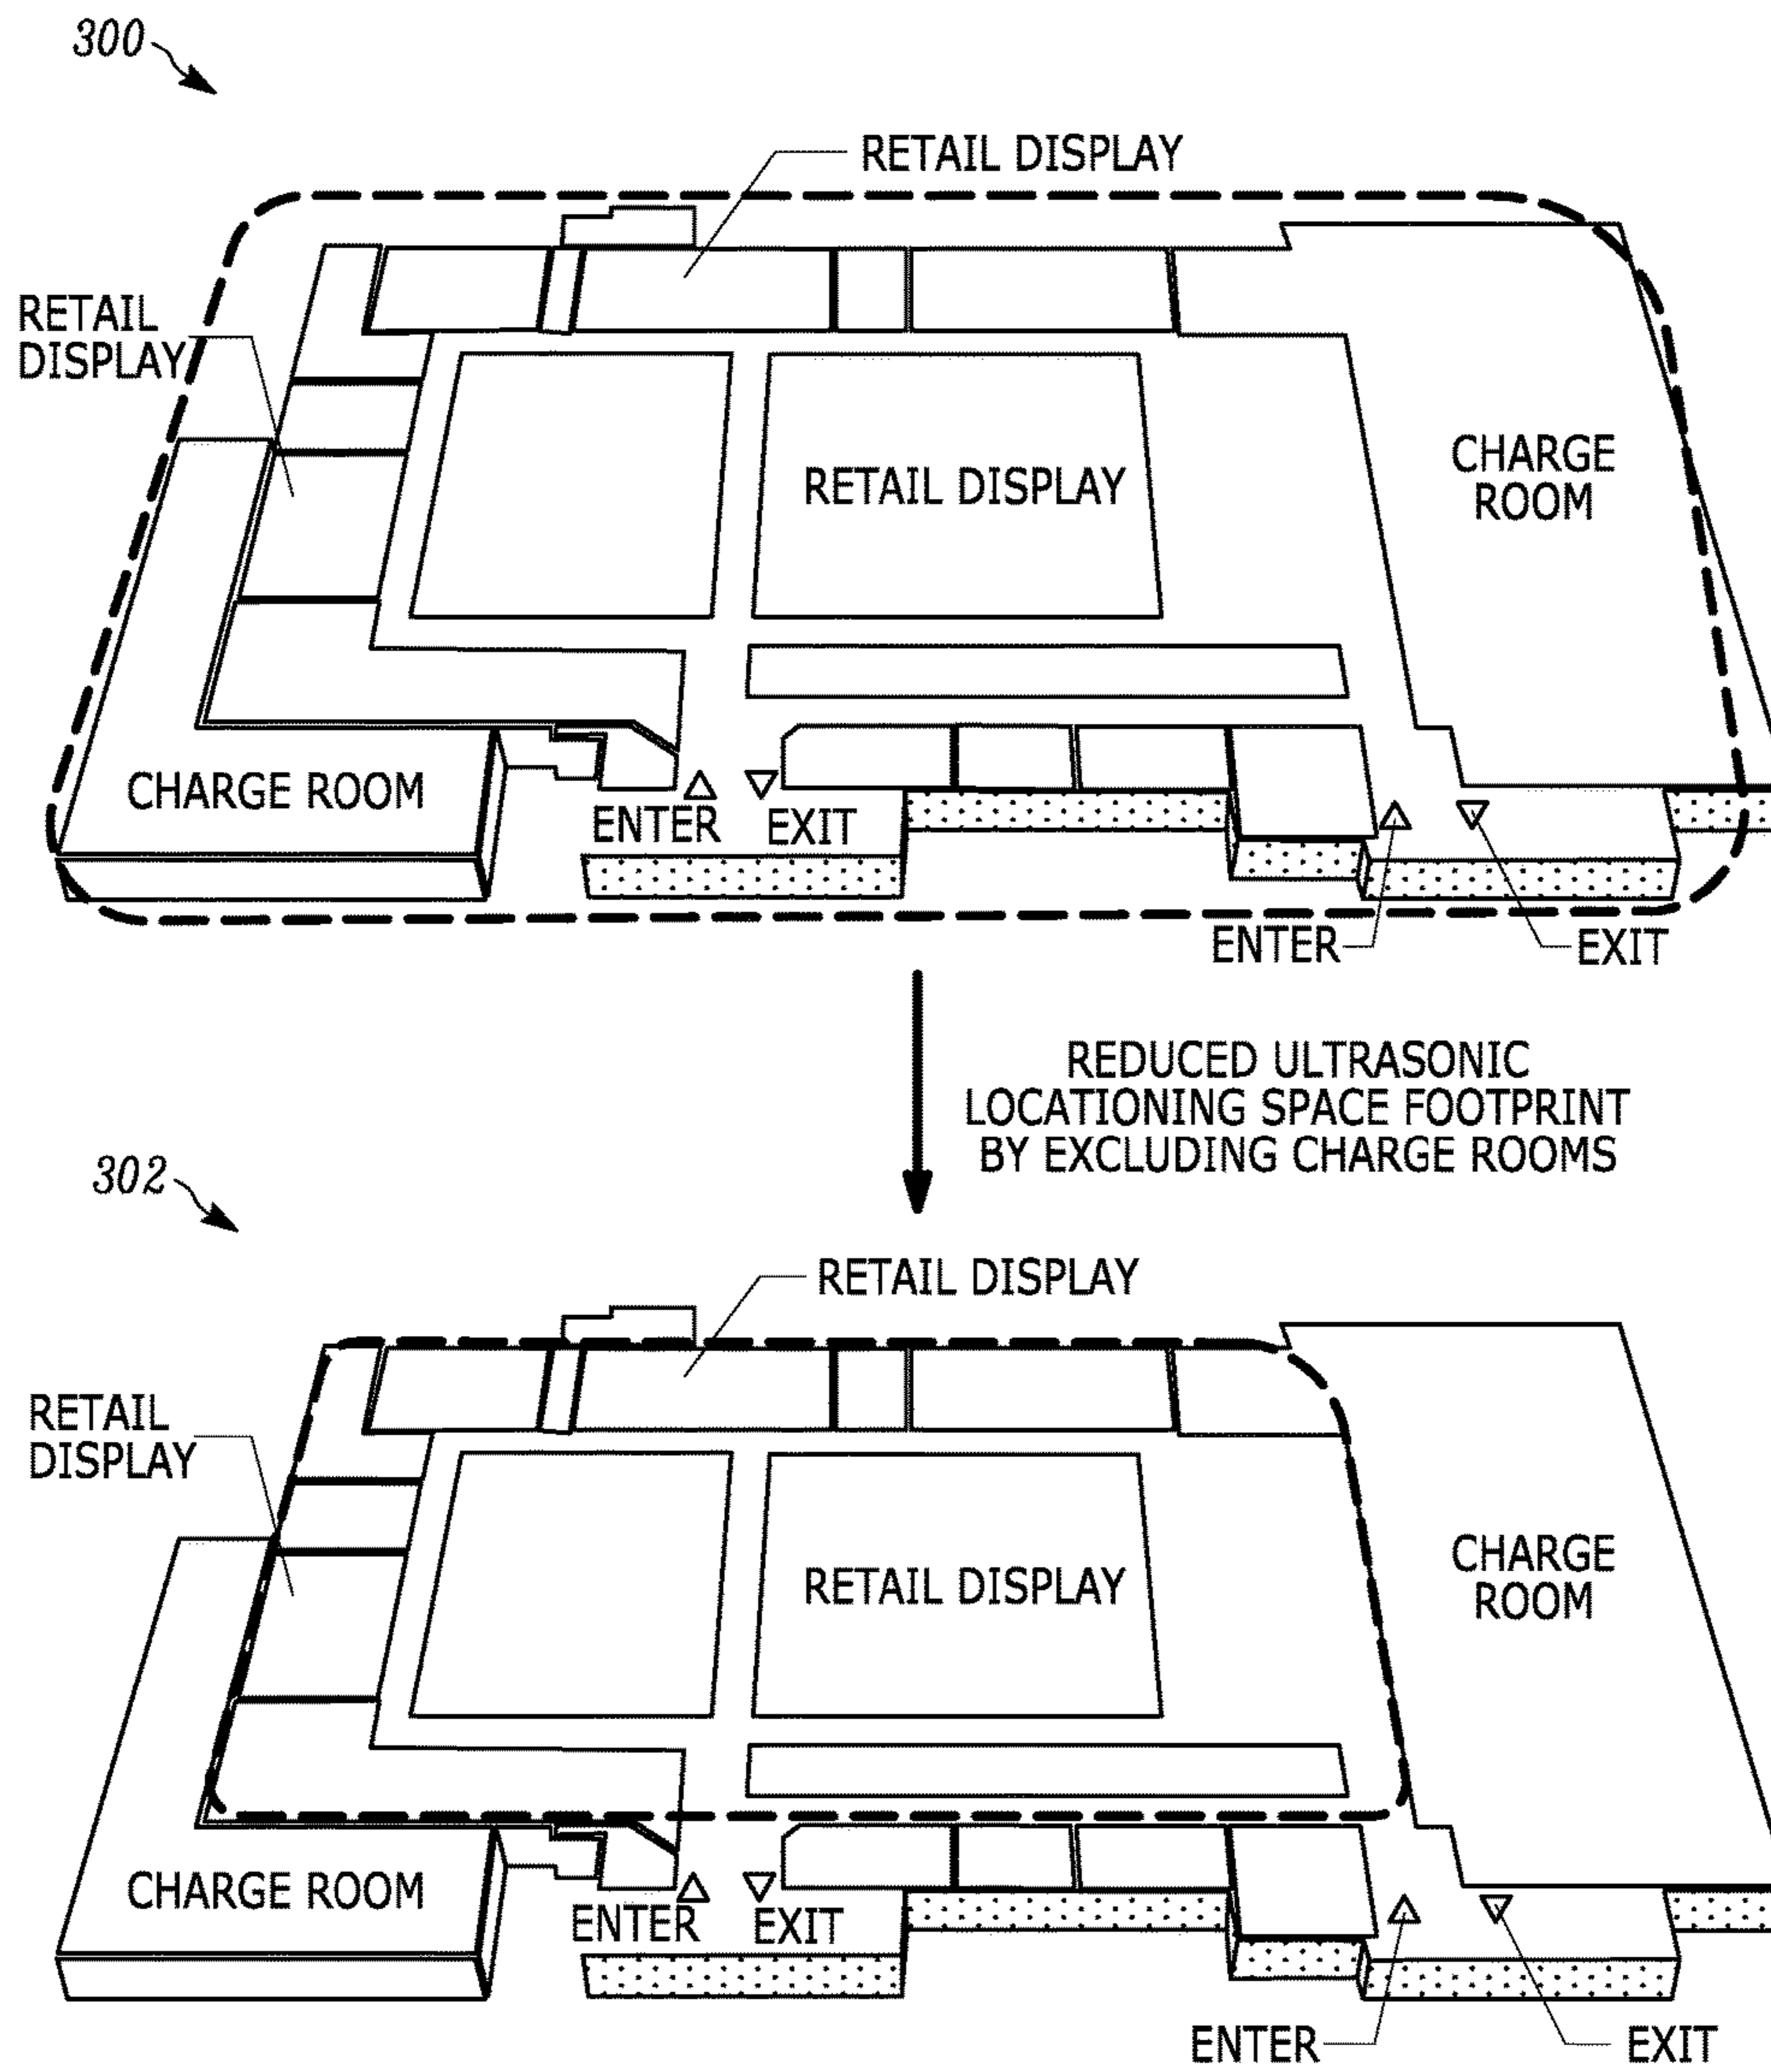 300
RETAIL DISPLAY
RETAIL
DISPLAY
RETAIL DISPLAY
CHARGE
ROOM
CHARGE ROOM
ENTER
EXIT
ENTER
EXIT
REDUCED ULTRASONIC
LOCATIONING SPACE FOOTPRINT
BY EXCLUDING CHARGE ROOMS
302
RETAIL DISPLAY
RETAIL
DISPLAY
RETAIL DISPLAY
CHARGE
ROOM
CHARGE ROOM
ENTER
EXIT
ENTER
EXIT